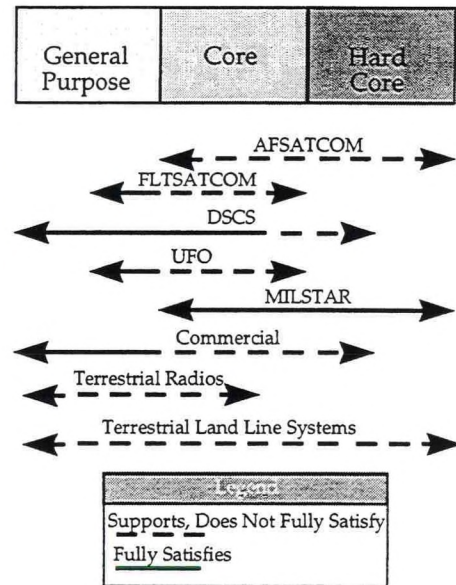 General
Purpose
Core
Hard
Core
AFSATCOM
FLTSATCOM
DSCS
UFO
MILSTAR
Commercial
Terrestrial Radios
Terrestrial Land Line Systems
Legend
Supports, Does Not Fully Satisfy
Fully Satisfies